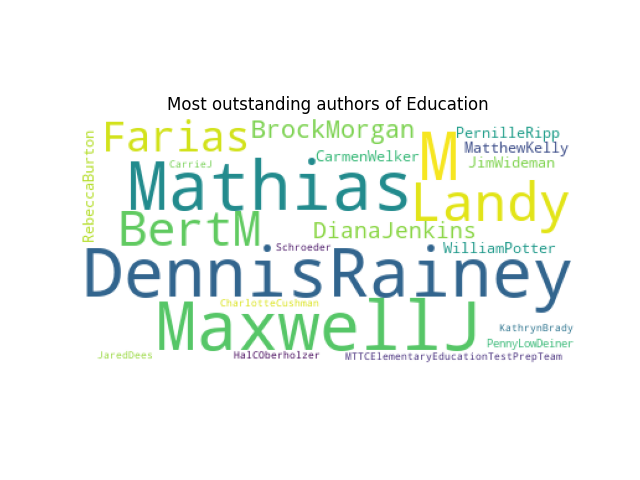 Most outstanding authors of Education
Farias
BrockMorgan
M
PernilleRipp
MatthewKelly
JimWideman
RebeccaBurton
CarrieJ
CarmenWelker
Mathias
Landy
BertM
DianaJenkins
Schroeder
WilliamPotter
DennisRainey
CharlotteCushman
MaxwellJ
KathrynBrady
PennyLowDeiner
JaredDees
HalCOberholzer
MTTCElementaryEducationTestPrepTeam